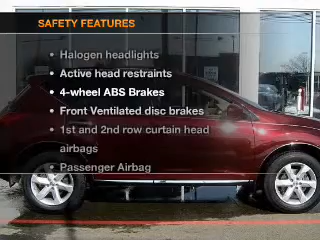 SAFETY FEATURES
• Halogen headlights
• Active head restraints
• 4-wheel ABS Brakes
• Front Ventilated disc brakes
• 1st and 2nd row curtain head
airbags
• Passenger Airbag